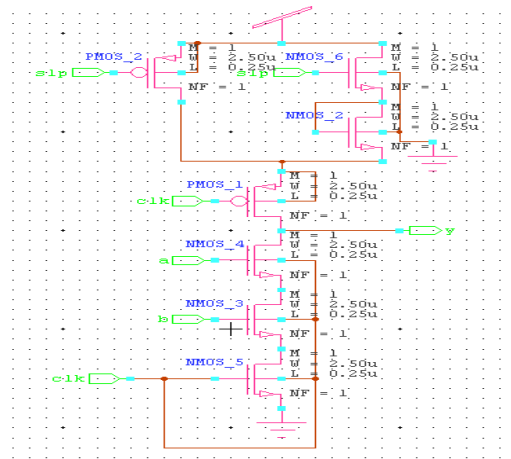 M = 1
PMOS_2
W = 2.50u
L = 0.25u
slp
NF = 1
NMOS_6
M = 1
W = 2.50u
L = 0.25u
slp
NF = 1
NMOS_2
M = 1
W = 2.50u
L = 0.25u
NF = 1
PMOS_1
M = 1
W = 2.50u
L = 0.25u
clk
NF = 1
y
NMOS_4
M = 1
W = 2.50u
L = 0.25u
a
NF = 1
NMOS_3
M = 1
W = 2.50u
L = 0.25u
b
NF = 1
NMOS_5
M = 1
W = 2.50u
L = 0.25u
clk
NF = 1